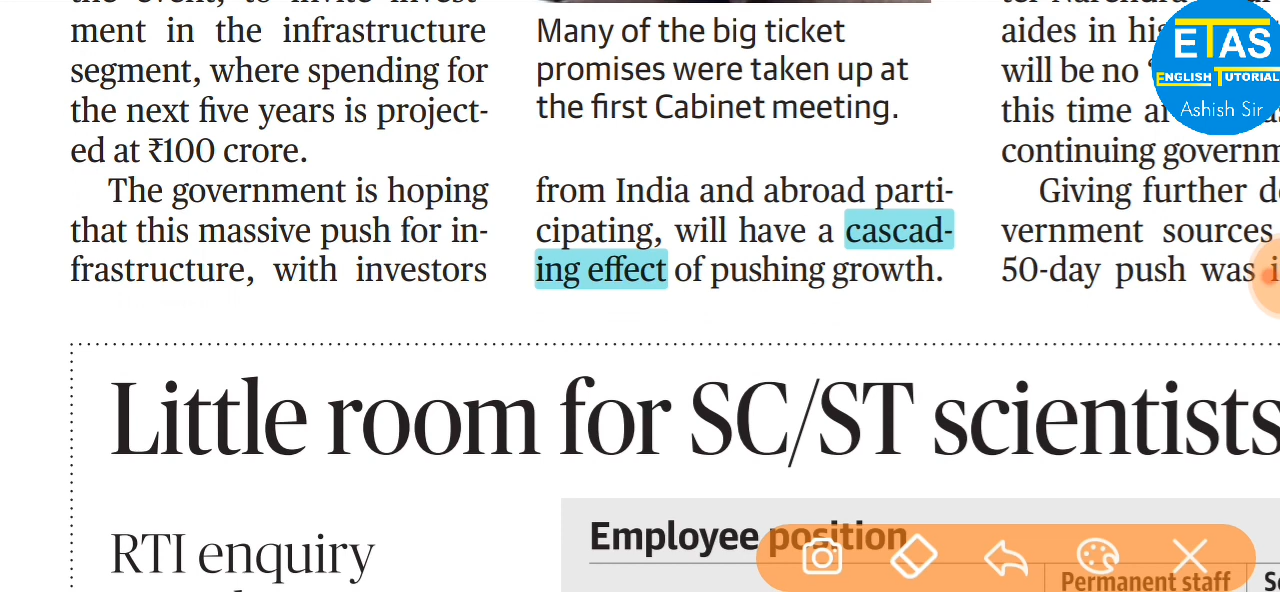 ment in the infrastructure
segment, where spending for
the next five years is project-
ed at ₹100 crore.
The government is hoping
that this massive push for in-
frastructure, with investors
Many of the big ticket
promises were taken up at
the first Cabinet meeting.
from India and abroad parti-
cipating, will have a cascad-
ing effect of pushing growth.
aides in
will be no
this time
continuing
Giving further
vernment sources
50-day push was
ETAS
ENGLISH TUTORIAL
Ashish Sir
Little room for SC/ST scientists
RTI enquiry
Employee position
Permanent staff